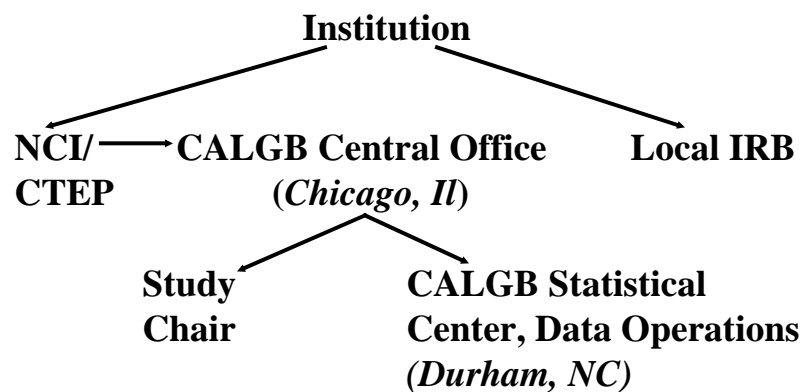 Institution
NCI/
CTEP
CALGB Central Office
(Chicago, Il)
Local IRB
Study
Chair
CALGB Statistical
Center, Data Operations
(Durham, NC)